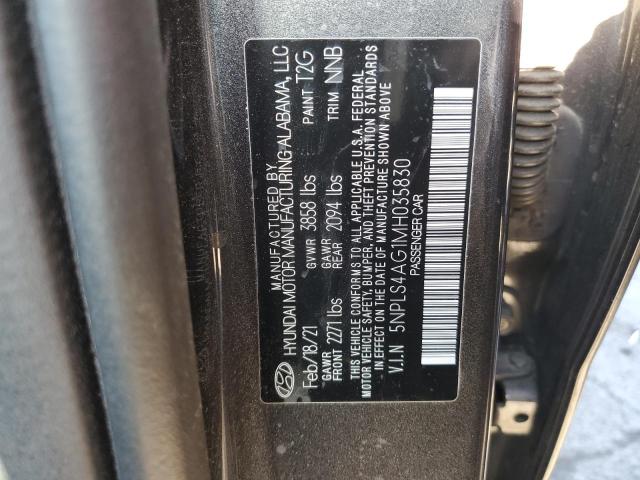 MANUFACTURED BY
HYUNDAI MOTOR MANUFACTURING ALABAMA, LLC
Feb/18/21 GVWR 3858 lbs PAINT T2G
GAWR FRONT 2271 lbs GAWR REAR 2094 lbs TRIM NNB
THIS VEHICLE CONFORMS TO ALL APPLICABLE U.S.A. FEDERAL
MOTOR VEHICLE SAFETY, BUMPER, AND THEFT PREVENTION STANDARDS
IN EFFECT ON THE DATE OF MANUFACTURE SHOWN ABOVE
V.I.N 5NPLS4AG1MH035830
PASSENGER CAR